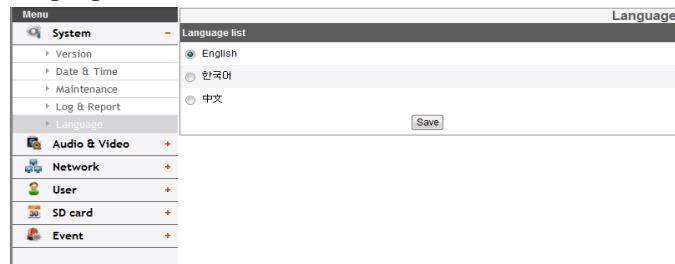 Menu
System
Version
Date & Time
Maintenance
Log & Report
Language
Audio & Video
Network
User
SD card
Event
Language
Language list
English
한국어
中文
Save